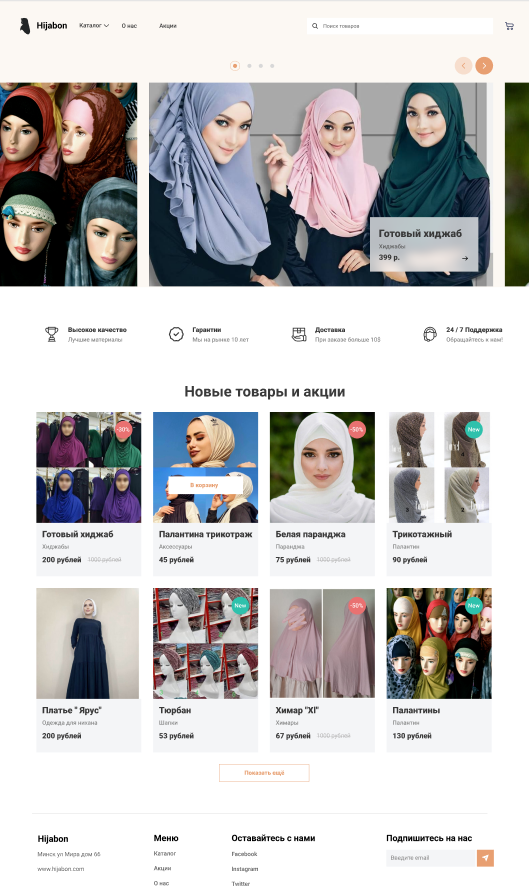 Hijabon
Каталог
О нас
Акции
Поиск товаров
Готовый хиджаб
Хиджабы
399 р.
Высокое качество
Лучшие материалы
Гарантии
Мы на рынке 10 лет
Доставка
При заказе больше 10$
24 / 7 Поддержка
Обращайтесь к нам!
Новые товары и акции
-30%
В корзину
-50%
New
Готовый хиджаб
Хиджабы
200 рублей 1000 рублей
Палантина трикотраж
Аксессуары
45 рублей
Белая паранджа
Паранджа
75 рублей 1000 рублей
Трикотажный
Палантин
90 рублей
New
-50%
New
Платье " Ярус"
Одежда для никаха
200 рублей
Тюрбан
Шапки
53 рублей
Химар "Xl"
Химары
67 рублей 1000 рублей
Палантины
Палантин
130 рублей
Показать ещё
Hijabon
Минск ул Мира дом 66
www.hijabon.com
Меню
Каталог
Акции
О нас
Оставайтесь с нами
Facebook
Instagram
Twitter
Подпишитесь на нас
Введите email